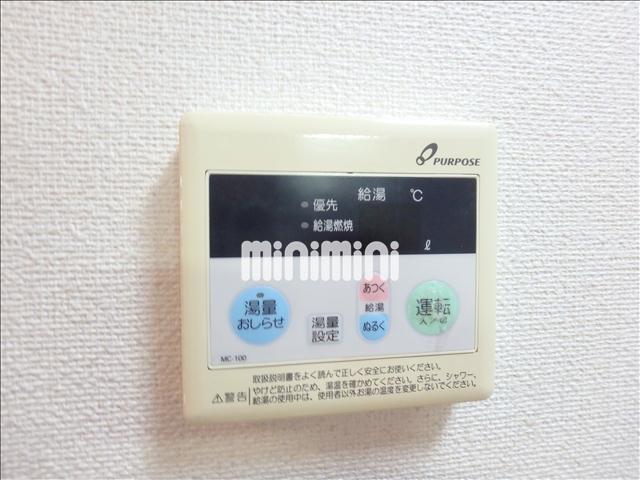 PURPOSE
給湯 ℃
優先
給湯燃焼
ℓ
minimini
湯量
おしらせ
湯量
設定
あつく
給湯
ぬるく
運転
入/切
MC-100
取扱説明書をよく読んで正しく安全にお使いください。
⚠警告
やけど防止のため、湯温を確かめてください。さらに、シャワー、
給湯の使用中は、使用者以外お湯の温度を変更しないでください。